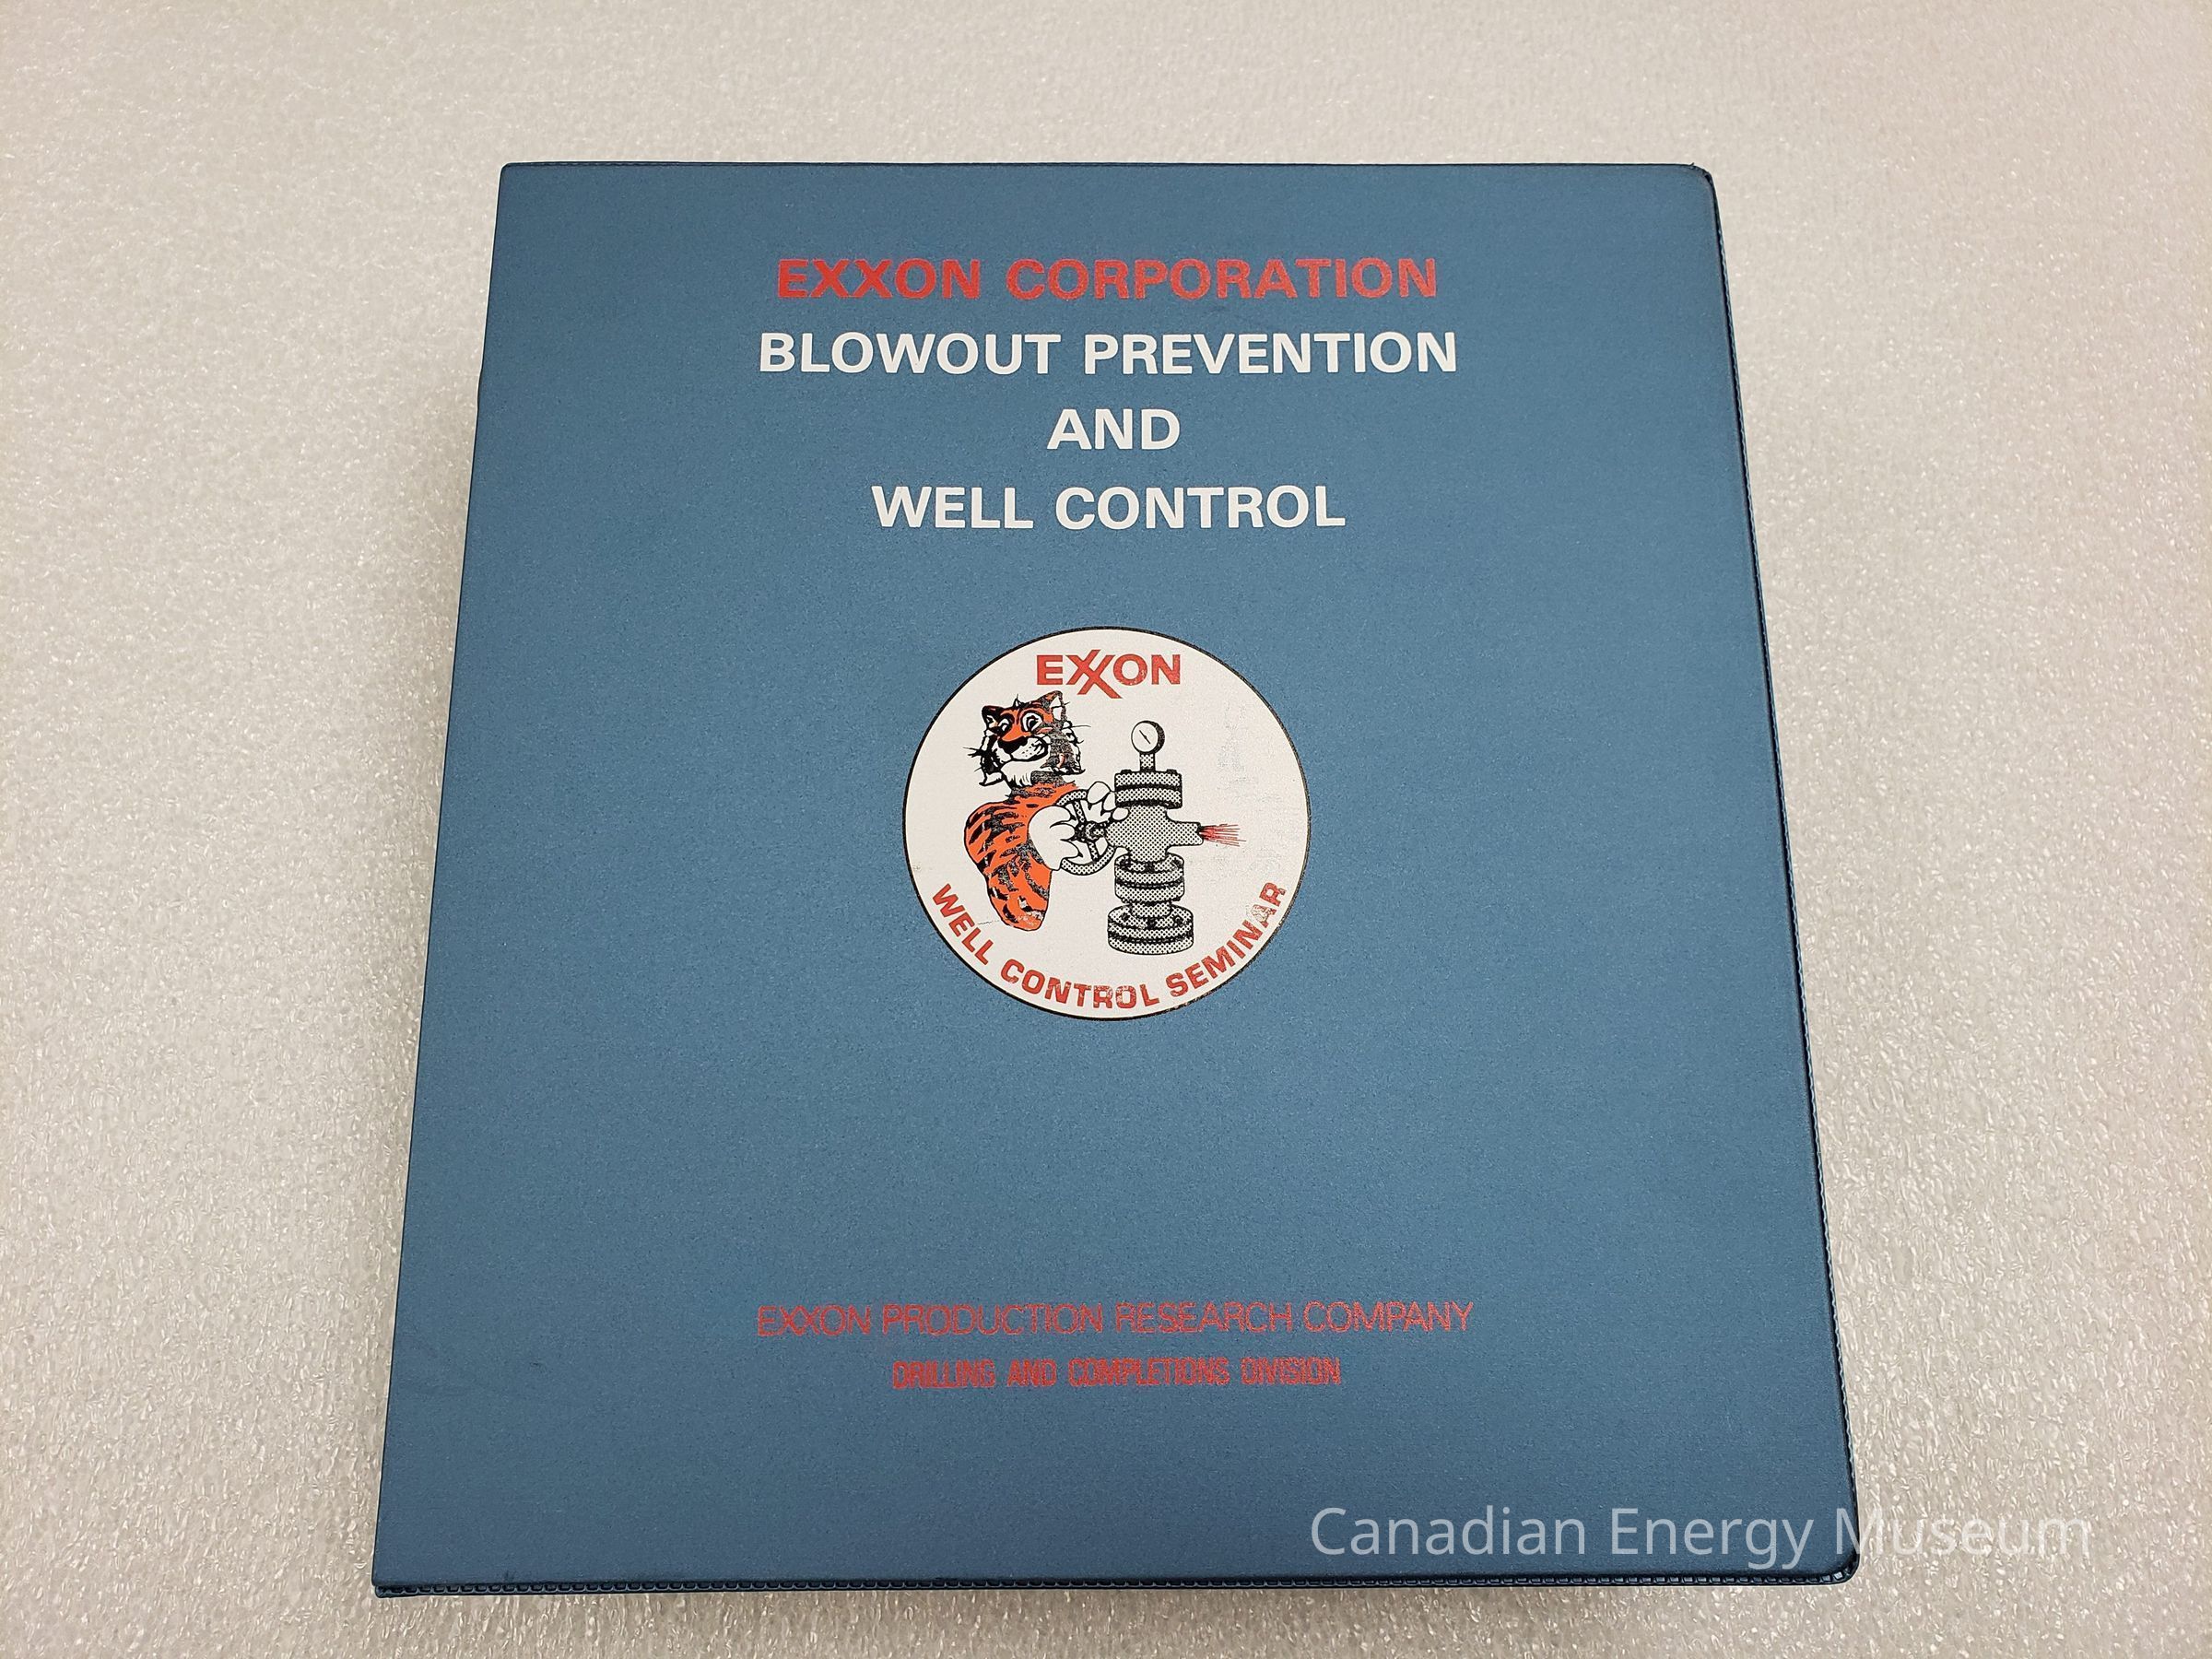 EXXON CORPORATION
BLOWOUT PREVENTION
AND
WELL CONTROL
EXXON
WELL CONTROL SEMINAR
EXXON PRODUCTION RESEARCH COMPANY
DRILLING AND COMPLETIONS DIVISION
Canadian Energy Museum